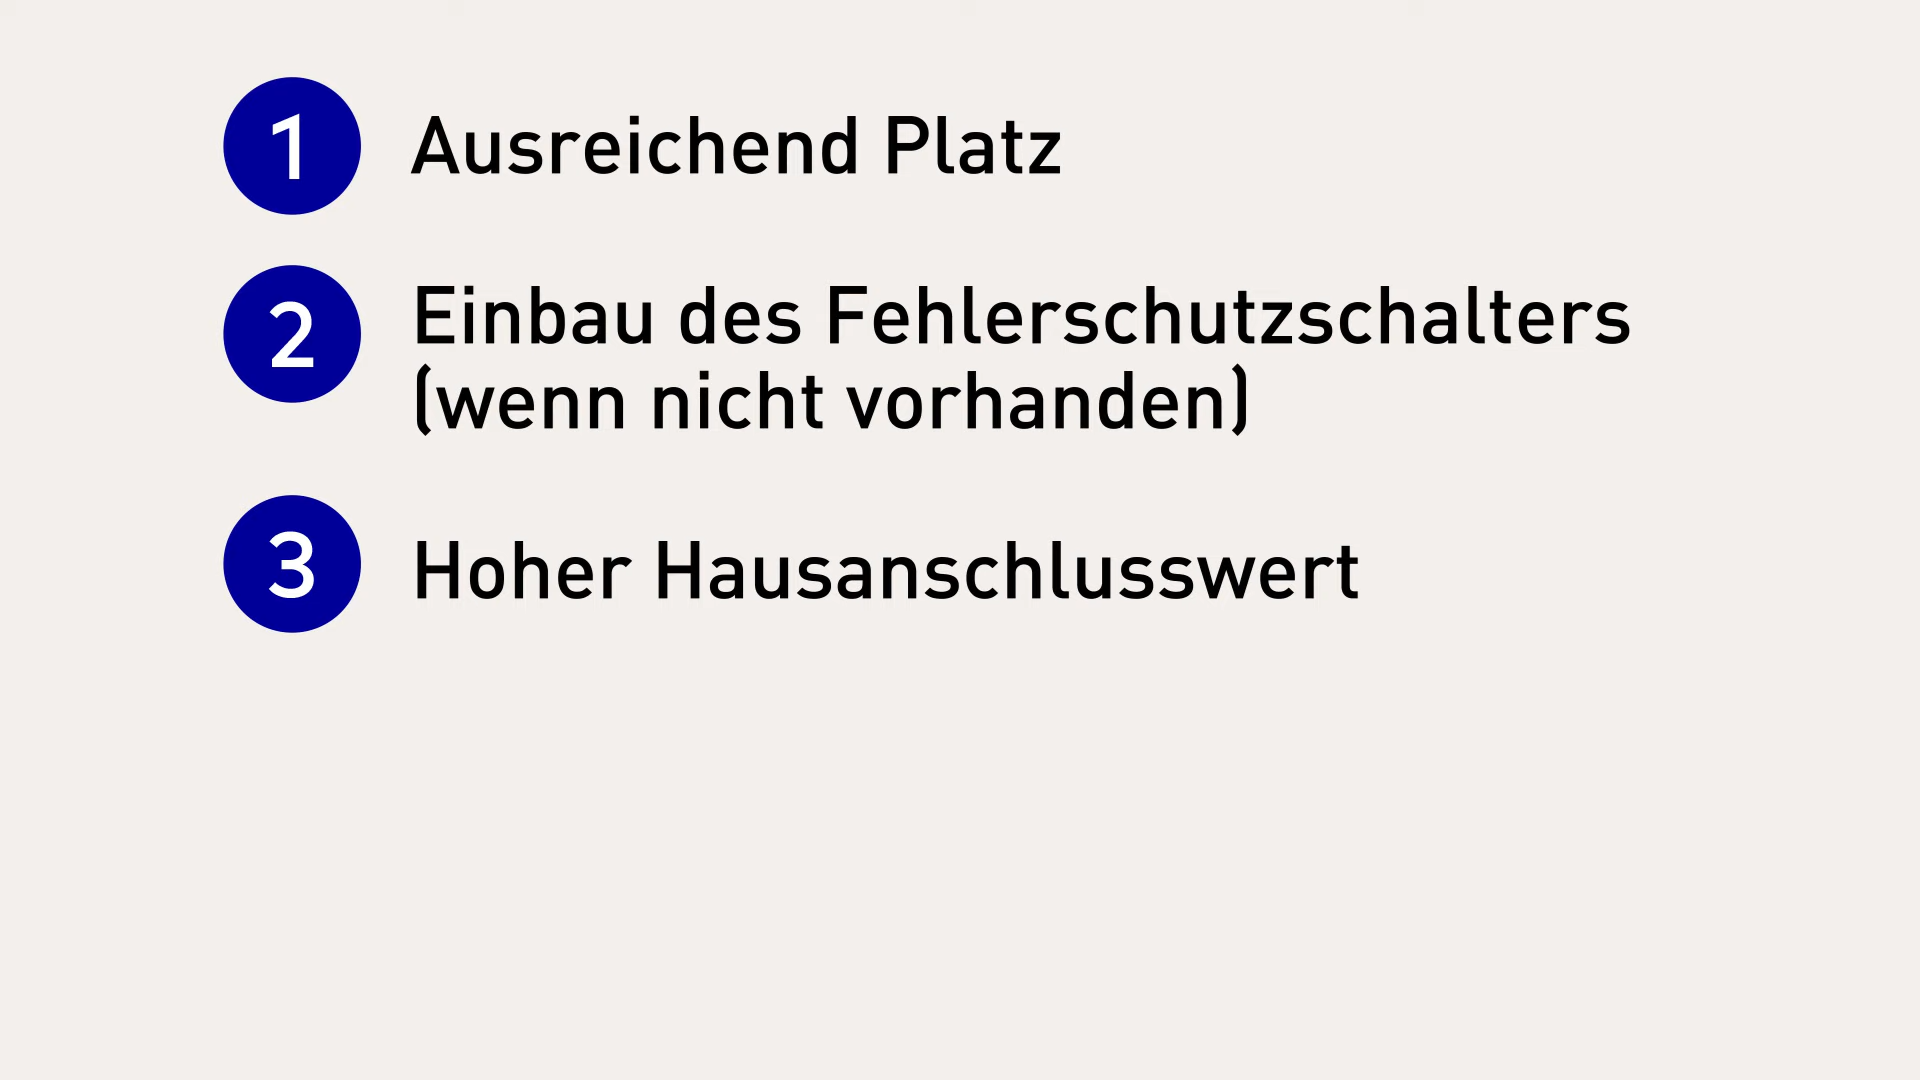 1 Ausreichend Platz
2 Einbau des Fehlerschutzschalters
(wenn nicht vorhanden)
3 Hoher Hausanschlusswert